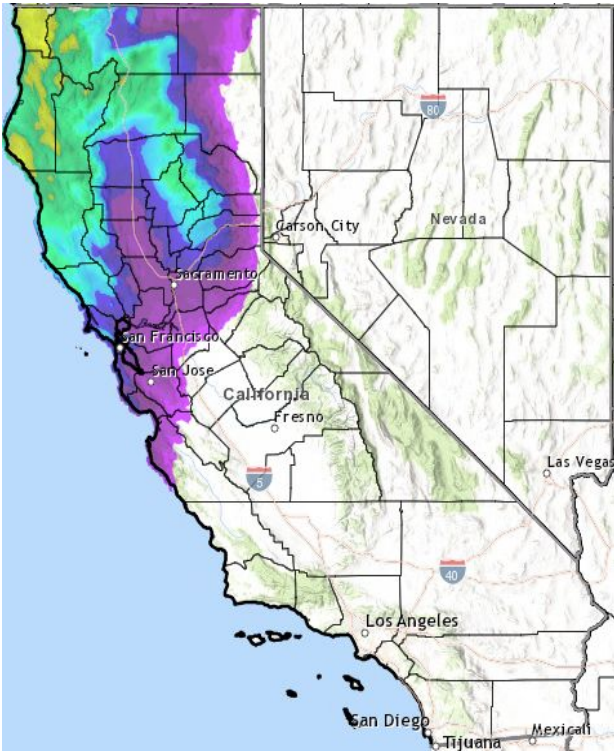 80
Nevada
Carson City
Sacramento
San Francisco
San Jose
California
Fresno
Las Vegas
5
40
Los Angeles
San Diego
Tijuana
Mexicali